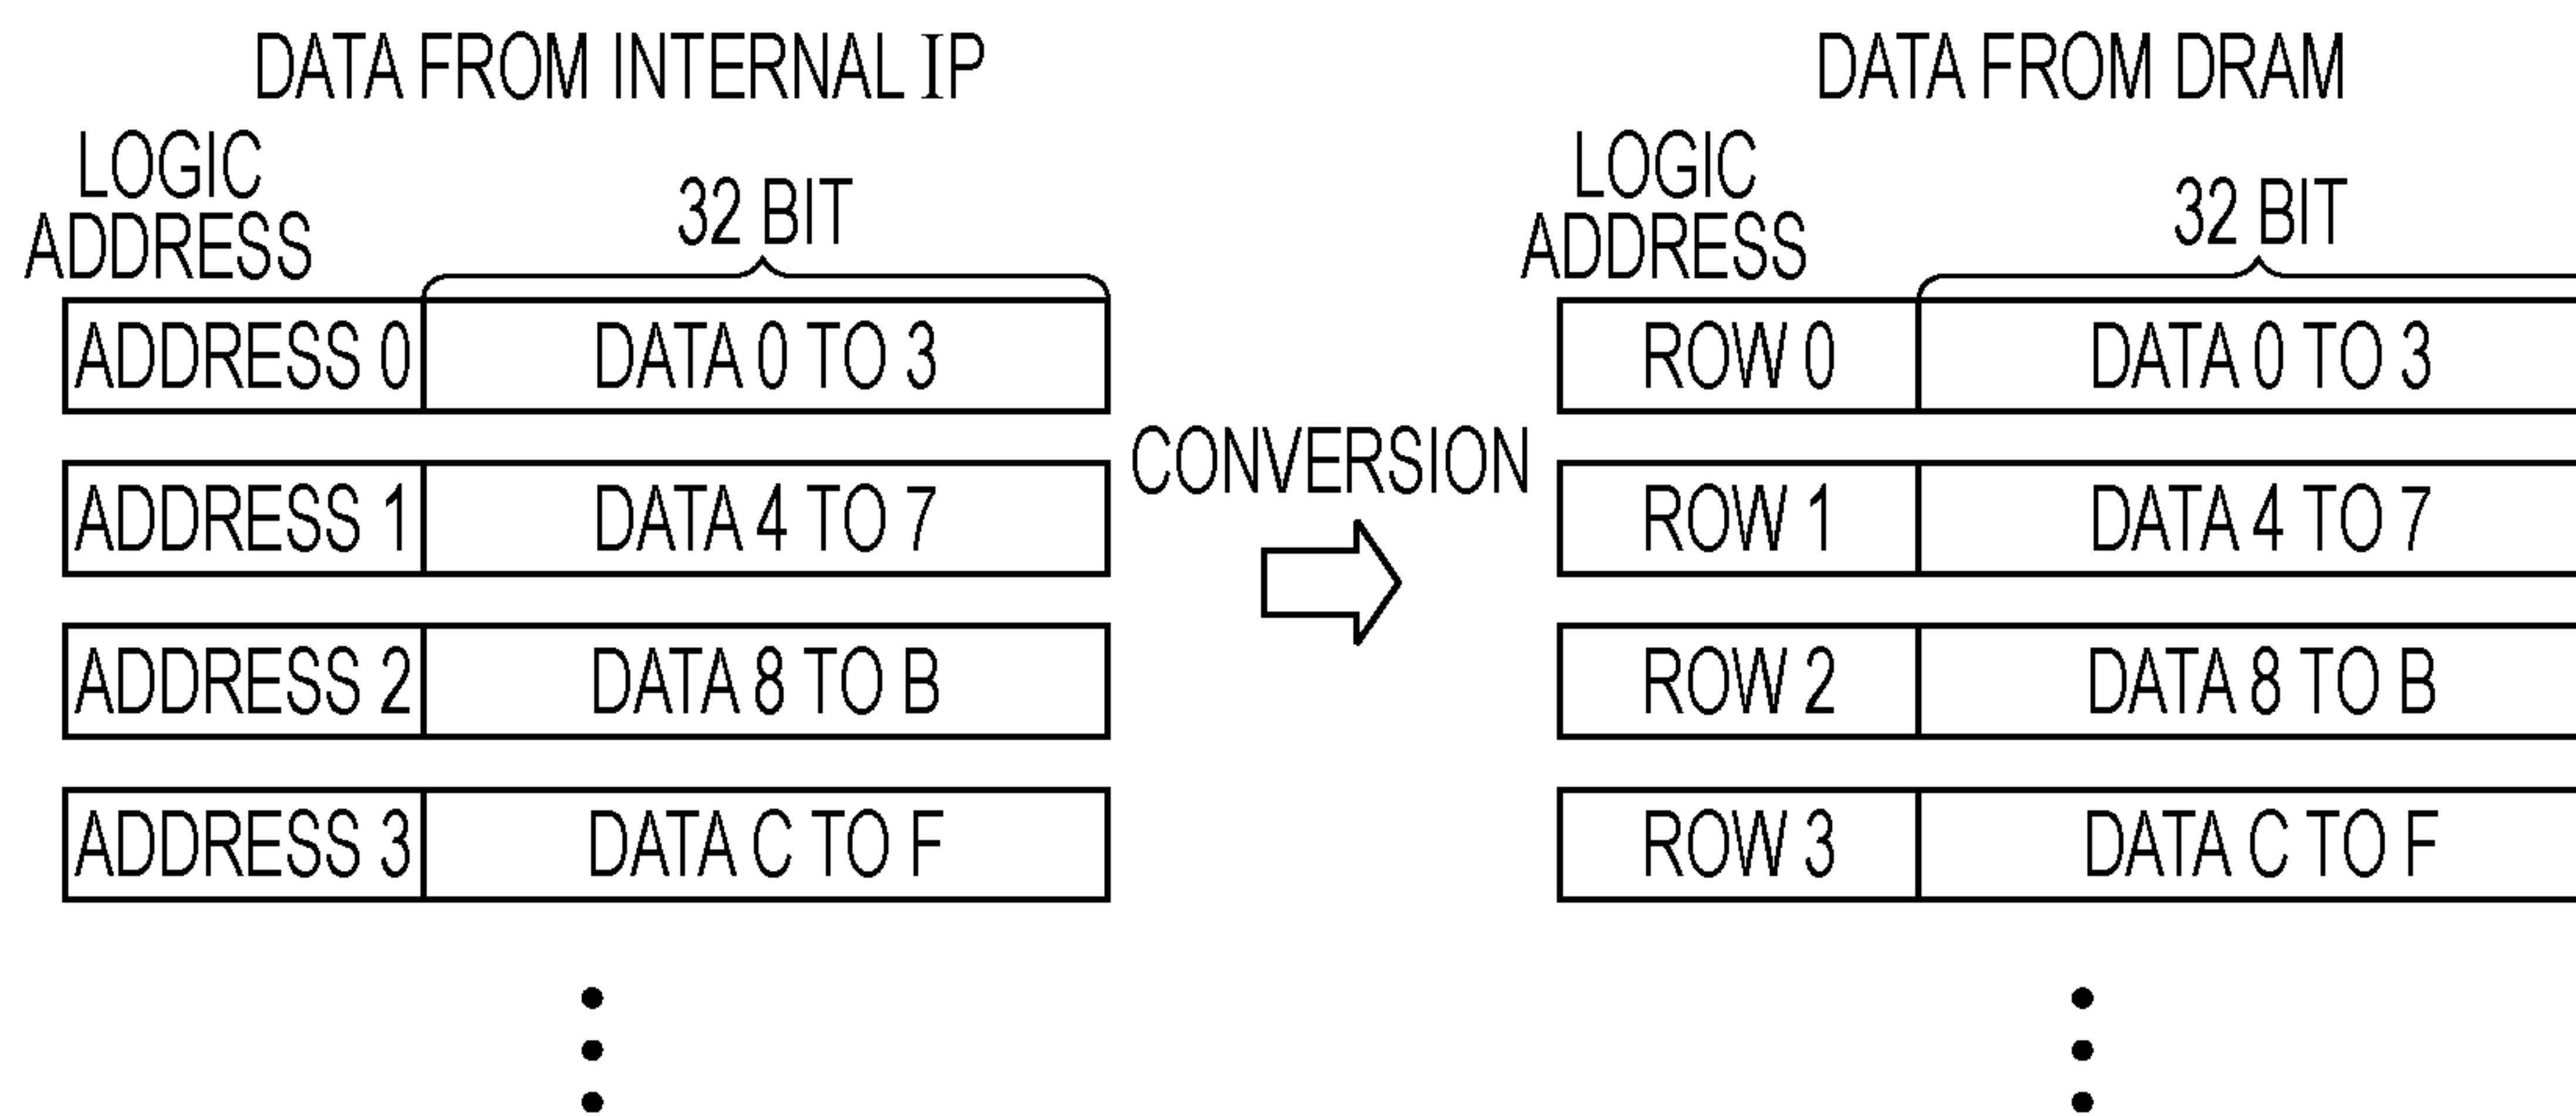 DATA FROM INTERNAL IP
LOGIC
ADDRESS
32 BIT
ADDRESS 0 DATA 0 TO 3
ADDRESS 1 DATA 4 TO 7
ADDRESS 2 DATA 8 TO B
ADDRESS 3 DATA C TO F
CONVERSION
DATA FROM DRAM
LOGIC
ADDRESS
32 BIT
ROW 0 DATA 0 TO 3
ROW 1 DATA 4 TO 7
ROW 2 DATA 8 TO B
ROW 3 DATA C TO F